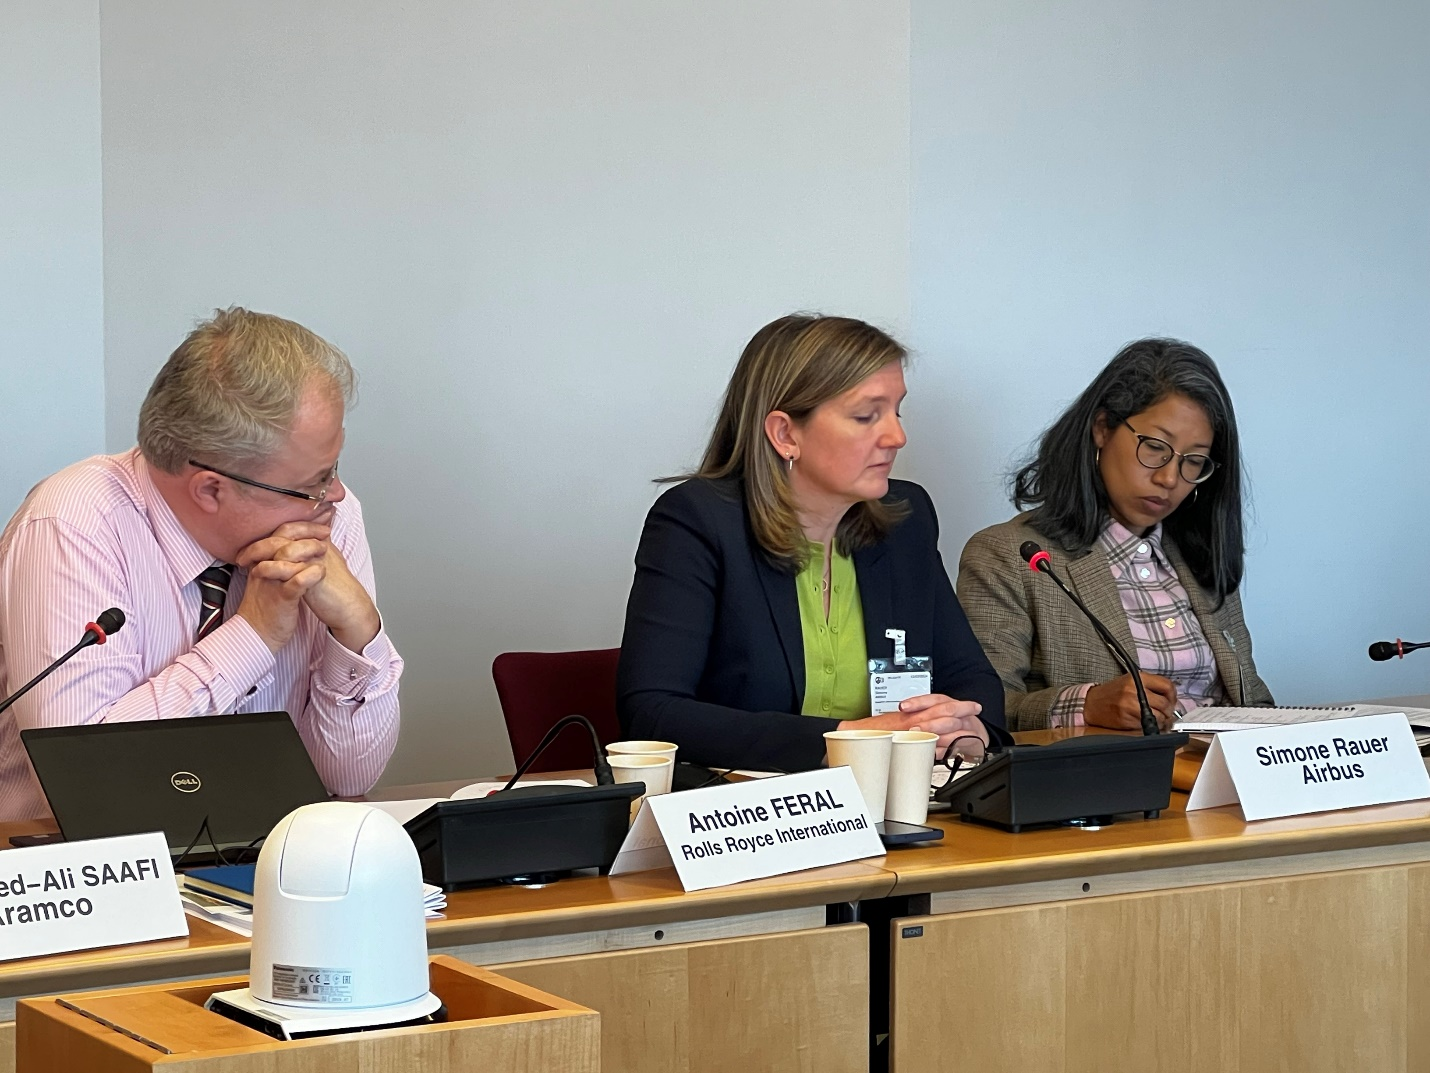 ed-Ali SAAFI
Aramco
DELL
Antoine FERAL
Rolls Royce International
Simone Rauer
Airbus